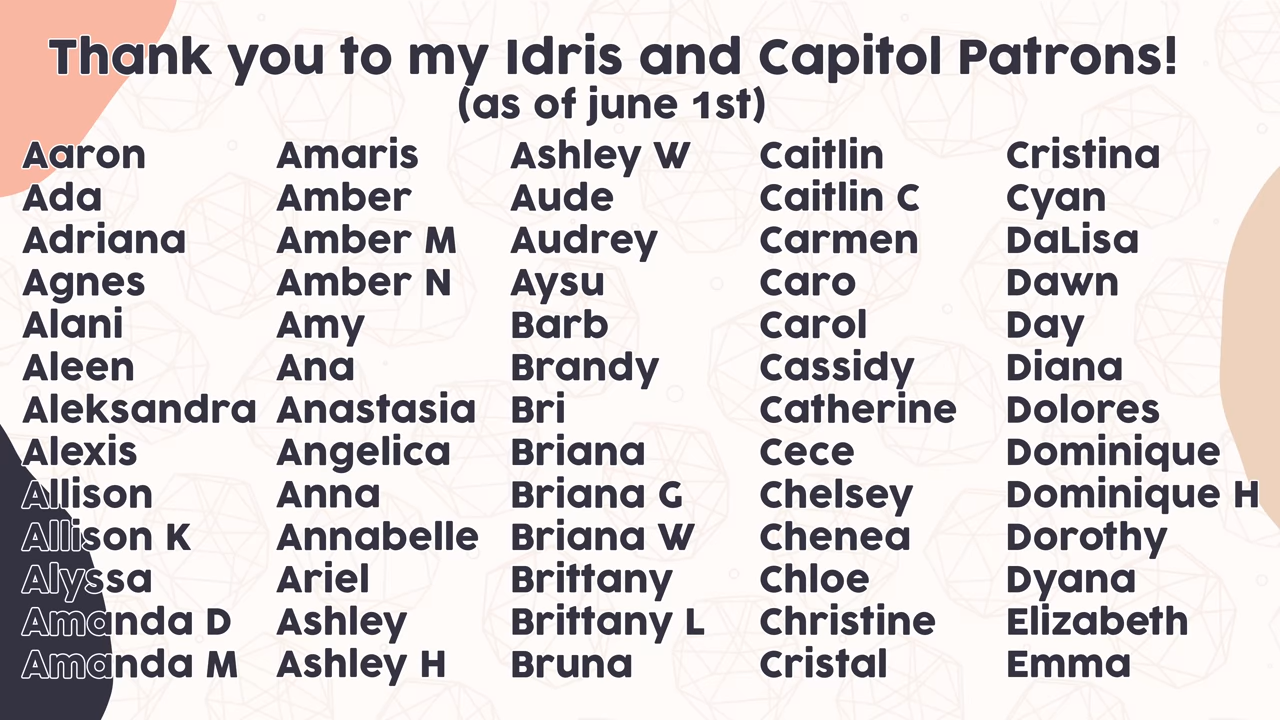 Thank you to my Idris and Capitol Patrons!
(as of june 1st)
Aaron
Ada
Adriana
Agnes
Alani
Aleen
Aleksandra
Alexis
Allison
Allison K
Alyssa
Amanda D
Amanda M
Amaris
Amber
Amber M
Amber N
Amy
Ana
Anastasia
Angelica
Anna
Annabelle
Ariel
Ashley
Ashley H
Ashley W
Aude
Audrey
Aysu
Barb
Brandy
Bri
Briana
Briana G
Briana W
Brittany
Brittany L
Bruna
Caitlin
Caitlin C
Carmen
Caro
Carol
Cassidy
Catherine
Cece
Chelsey
Chenea
Chloe
Christine
Cristal
Cristina
Cyan
DaLisa
Dawn
Day
Diana
Dolores
Dominique
Dominique H
Dorothy
Dyana
Elizabeth
Emma